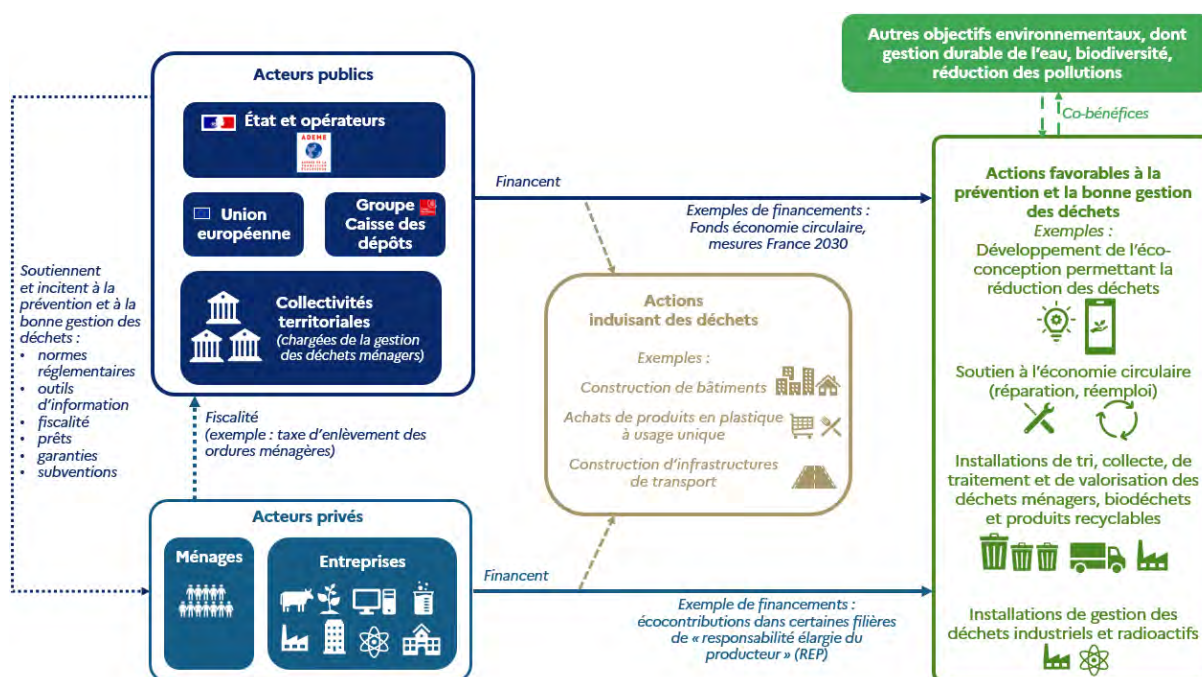 Autres objectifs environnementaux, dont
gestion durable de l'eau, biodiversité,
réduction des pollutions
Co-bénéfices
Acteurs publics
État et opérateurs
ADEME
Union
européenne
Groupe
Caisse des
dépôts
Collectivités
territoriales
(chargées de la gestion
des déchets ménagers)
Soutiennent
et incitent à la
prévention et à la
bonne gestion des
déchets :
• normes
réglementaires
• outils
d'information
• fiscalité
• prêts
• garanties
• subventions
Fiscalité
(exemple : taxe d'enlèvement des
ordures ménagères)
Acteurs privés
Ménages
Entreprises
Financent
Exemples de financements :
Fonds économie circulaire,
mesures France 2030
Actions
induisant des déchets
Exemples :
Construction de bâtiments
Achats de produits en plastique
à usage unique
Construction d'infrastructures
de transport
Financent
Exemple de financements :
écocontributions dans certaines filières
de « responsabilité élargie du
producteur » (REP)
Actions favorables à la
prévention et la bonne gestion
des déchets
Exemples :
Développement de l'éco-
conception permettant la
réduction des déchets
Soutien à l'économie circulaire
(réparation, réemploi)
Installations de tri, collecte, de
traitement et de valorisation des
déchets ménagers, biodéchets
et produits recyclables
Installations de gestion des
déchets industriels et radioactifs